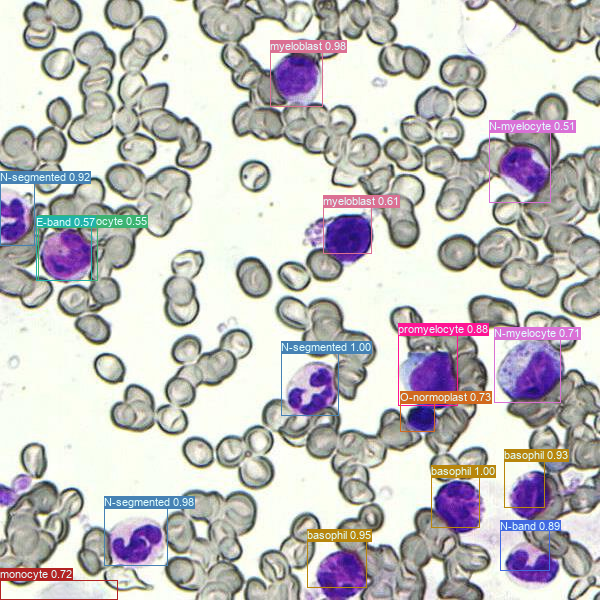 myeloblast 0.98
N-myelocyte 0.51
N-segmented 0.92
myeloblast 0.61
E-band 0.57
ocyte 0.55
promyelocyte 0.88
N-myelocyte 0.71
N-segmented 1.00
O-normoplast 0.73
basophil 0.93
basophil 1.00
N-segmented 0.98
N-band 0.89
basophil 0.95
monocyte 0.72